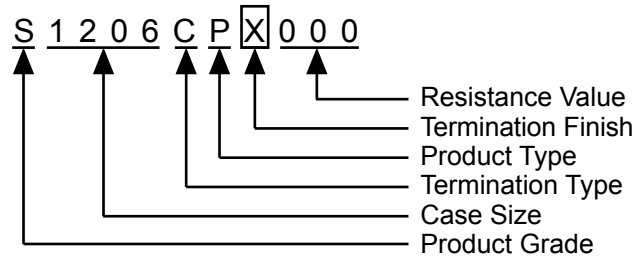 S 1 2 0 6 C P X 0 0 0
Resistance Value
Termination Finish
Product Type
Termination Type
Case Size
Product Grade